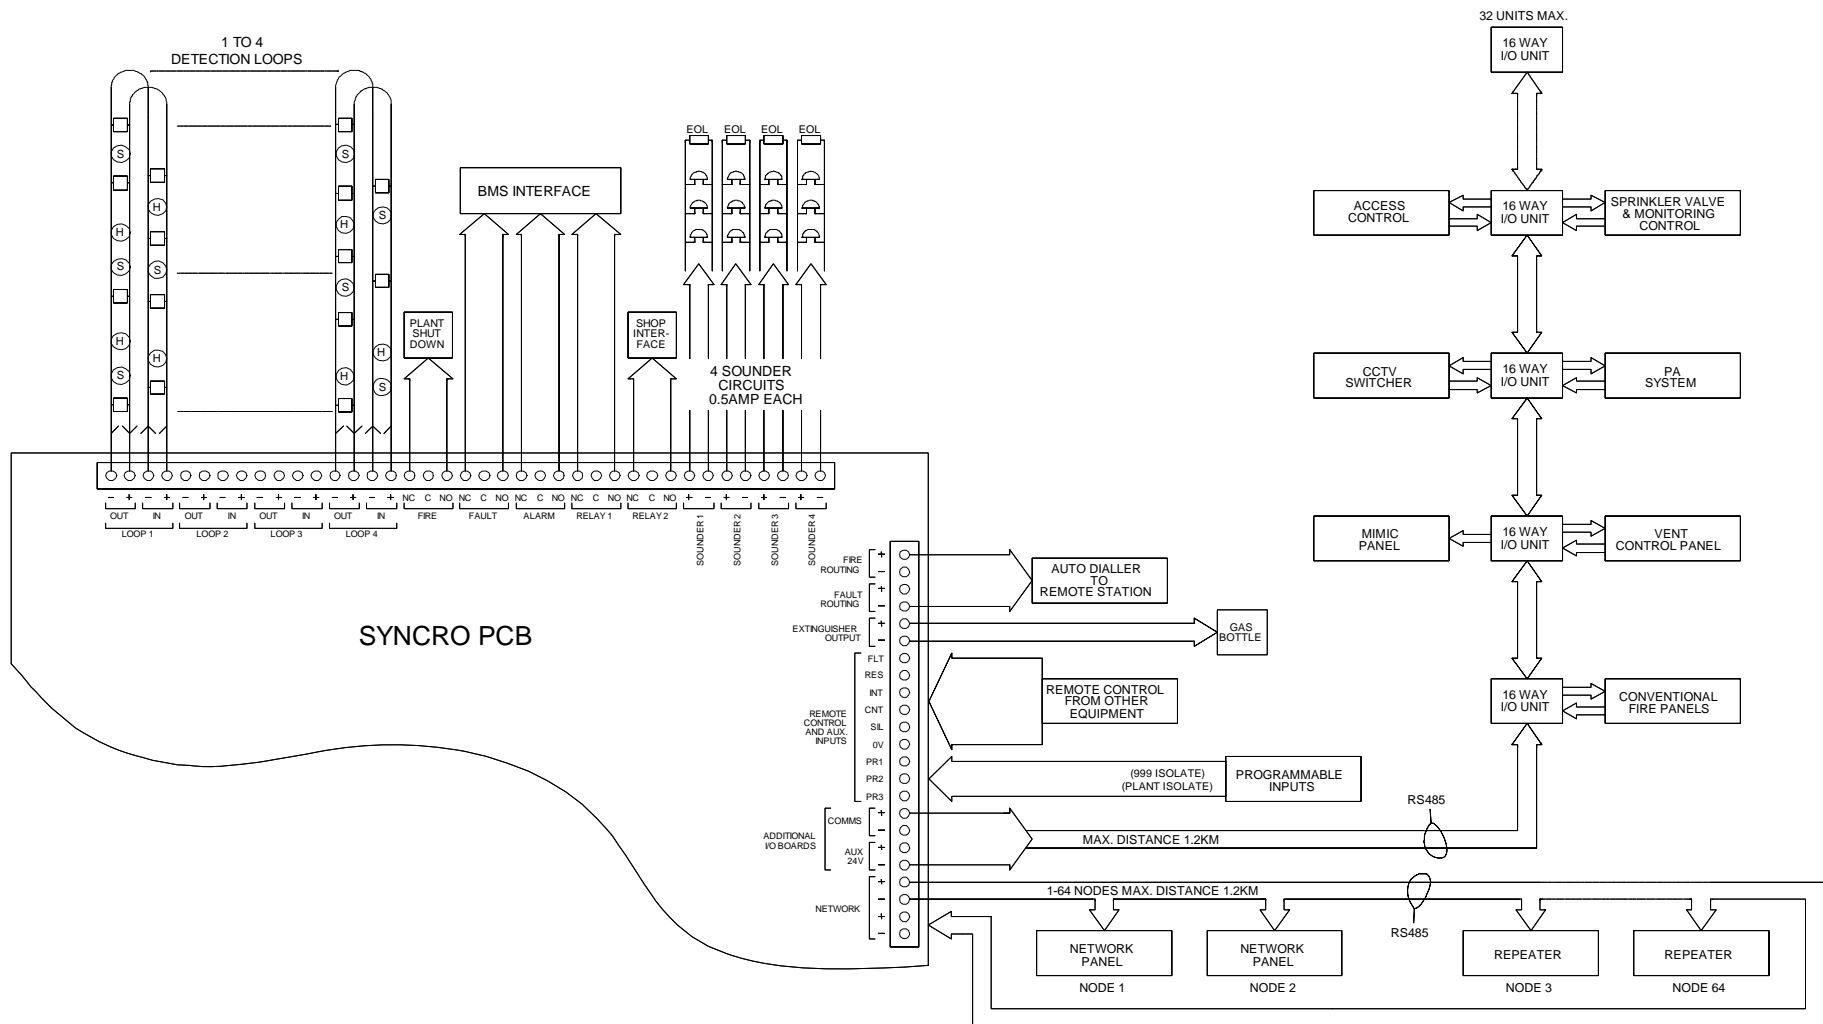 32 UNITS MAX.
16 WAY
I/O UNIT
1 TO 4
DETECTION LOOPS
S
H
S
H
S
H
S
H
S
H
S
H
S
H
S
BMS INTERFACE
EOL EOL EOL EOL
PLANT
SHUT
DOWN
SHOP
INTER-
FACE
4 SOUNDER
CIRCUITS
0.5AMP EACH
ACCESS
CONTROL
16 WAY
I/O UNIT
SPRINKLER VALVE
& MONITORING
CONTROL
CCTV
SWITCHER
16 WAY
I/O UNIT
PA
SYSTEM
MIMIC
PANEL
16 WAY
I/O UNIT
VENT
CONTROL PANEL
16 WAY
I/O UNIT
CONVENTIONAL
FIRE PANELS
- + - + - + - + - + - + - + - + NC C NO NC C NO NC C NO NC C NO NC C NO + - + - + - + -
OUT IN OUT IN OUT IN OUT IN FIRE FAULT ALARM RELAY 1 RELAY 2
LOOP 1 LOOP 2 LOOP 3 LOOP 4
SOUNDER 1
SOUNDER 2
SOUNDER 3
SOUNDER 4
SYNCRO PCB
FIRE
ROUTING
+
-
FAULT
ROUTING
+
-
EXTINGUISHER
OUTPUT
+
-
REMOTE
CONTROL
AND AUX.
INPUTS
FLT
RES
INT
CNT
SIL
0V
PR1
PR2
PR3
ADDITIONAL
I/O BOARDS
COMMS
+
-
AUX
24V
+
-
NETWORK
+
-
+
-
AUTO DIALLER
TO
REMOTE STATION
GAS
BOTTLE
REMOTE CONTROL
FROM OTHER
EQUIPMENT
(999 ISOLATE)
(PLANT ISOLATE)
PROGRAMMABLE
INPUTS
RS485
MAX. DISTANCE 1.2KM
1-64 NODES MAX. DISTANCE 1.2KM
RS485
NETWORK
PANEL
NODE 1
NETWORK
PANEL
NODE 2
REPEATER
NODE 3
REPEATER
NODE 64